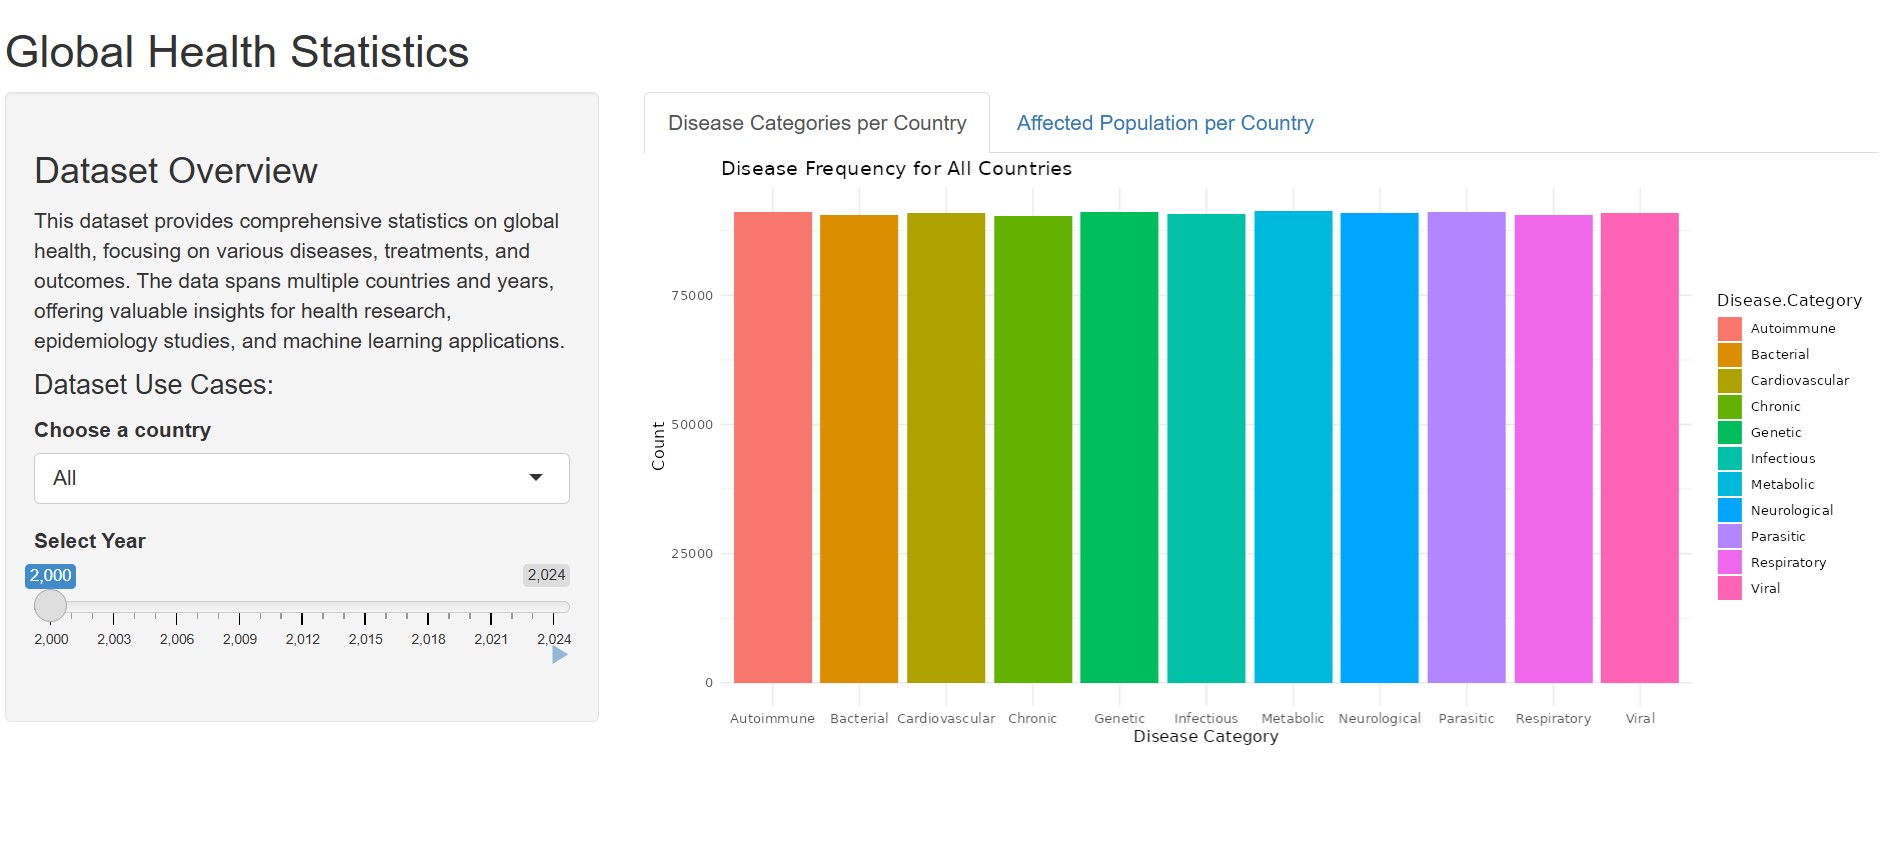 Global Health Statistics
Dataset Overview
This dataset provides comprehensive statistics on global
health, focusing on various diseases, treatments, and
outcomes. The data spans multiple countries and years,
offering valuable insights for health research,
epidemiology studies, and machine learning applications.
Dataset Use Cases:
Choose a country
All
Select Year
2,000 2,024
2,000 2,003 2,006 2,009 2,012 2,015 2,018 2,021 2,024
Disease Categories per Country Affected Population per Country
Disease Frequency for All Countries
Count
75000
50000
25000
0
Autoimmune Bacterial Cardiovascular Chronic Genetic Infectious Metabolic Neurological Parasitic Respiratory Viral
Disease Category
Disease.Category
Autoimmune
Bacterial
Cardiovascular
Chronic
Genetic
Infectious
Metabolic
Neurological
Parasitic
Respiratory
Viral